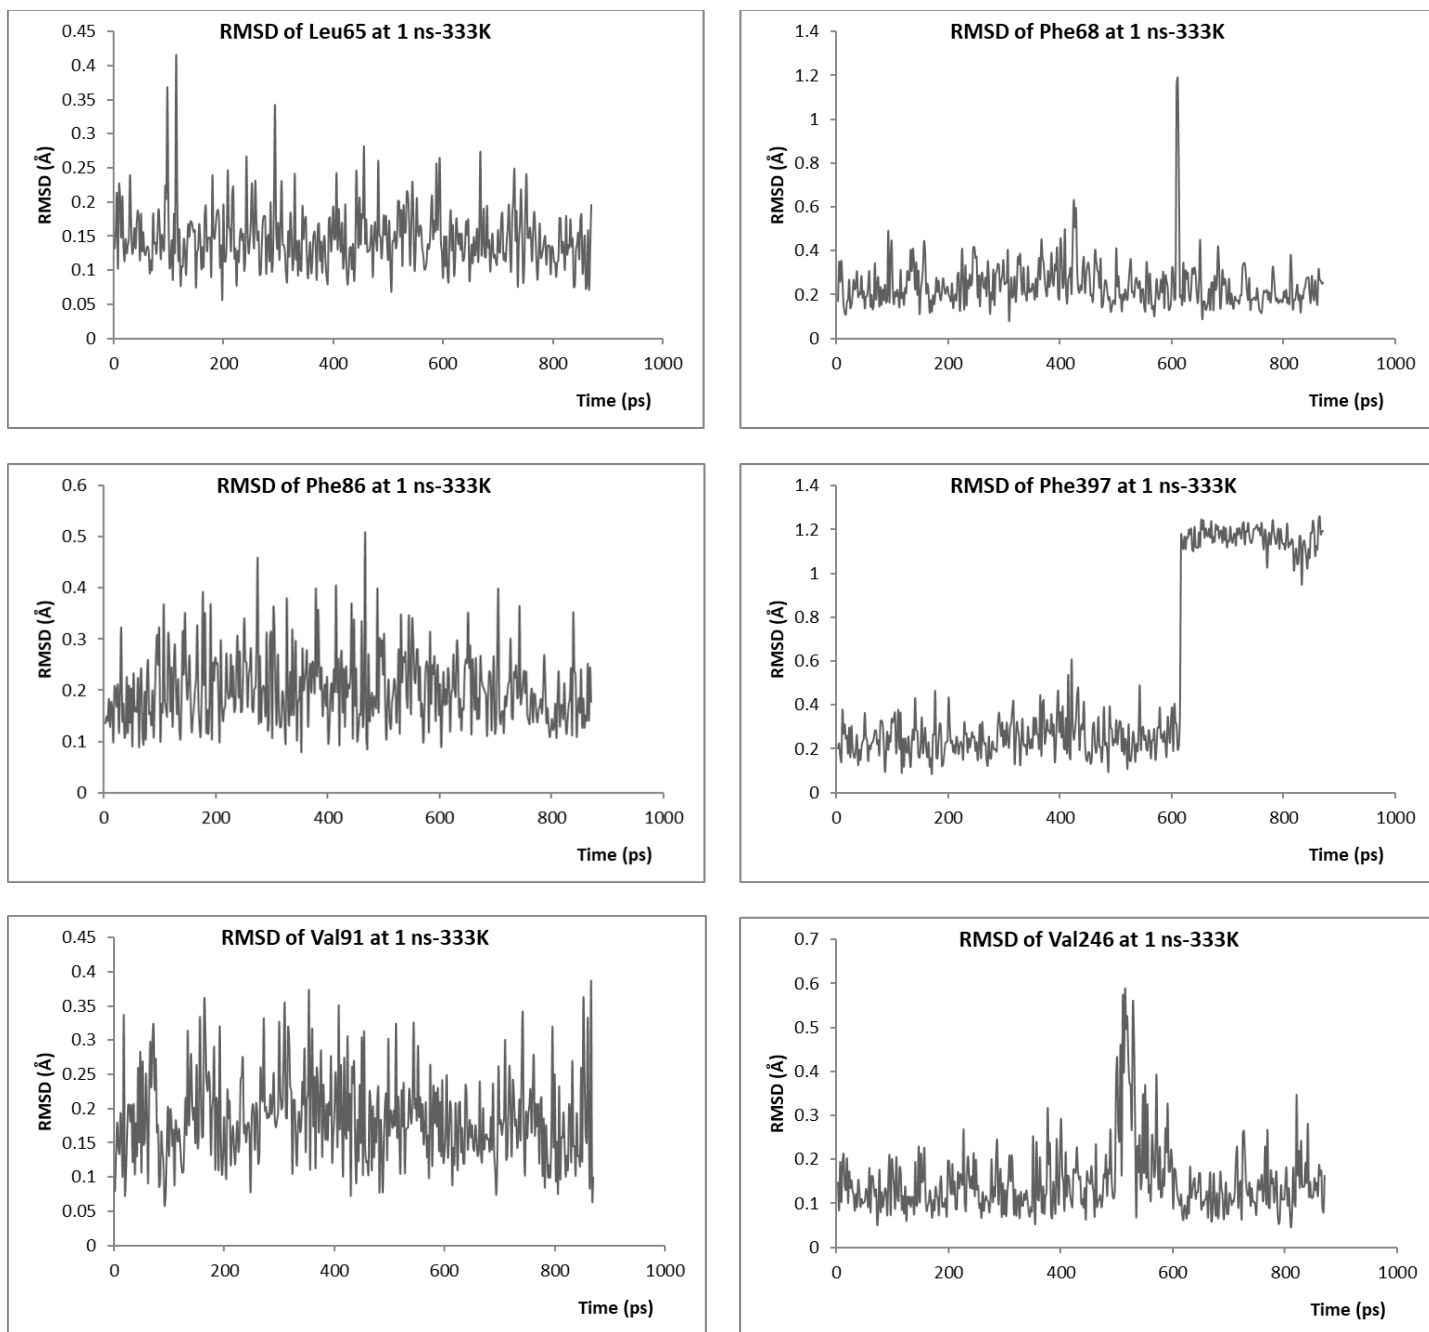 RMSD of Leu65 at 1 ns-333K
0.45
0.4
0.35
0.3
0.25
0.2
0.15
0.1
0.05
0
RMSD (Å)
0 200 400 600 800 1000
Time (ps)
RMSD of Phe68 at 1 ns-333K
1.4
1.2
1
0.8
0.6
0.4
0.2
0
RMSD (Å)
0 200 400 600 800 1000
Time (ps)
RMSD of Phe86 at 1 ns-333K
0.6
0.5
0.4
0.3
0.2
0.1
0
RMSD (Å)
0 200 400 600 800 1000
Time (ps)
RMSD of Phe397 at 1 ns-333K
1.4
1.2
1
0.8
0.6
0.4
0.2
0
RMSD (Å)
0 200 400 600 800 1000
Time (ps)
RMSD of Val91 at 1 ns-333K
0.45
0.4
0.35
0.3
0.25
0.2
0.15
0.1
0.05
0
RMSD (Å)
0 200 400 600 800 1000
Time (ps)
RMSD of Val246 at 1 ns-333K
0.7
0.6
0.5
0.4
0.3
0.2
0.1
0
RMSD (Å)
0 200 400 600 800 1000
Time (ps)